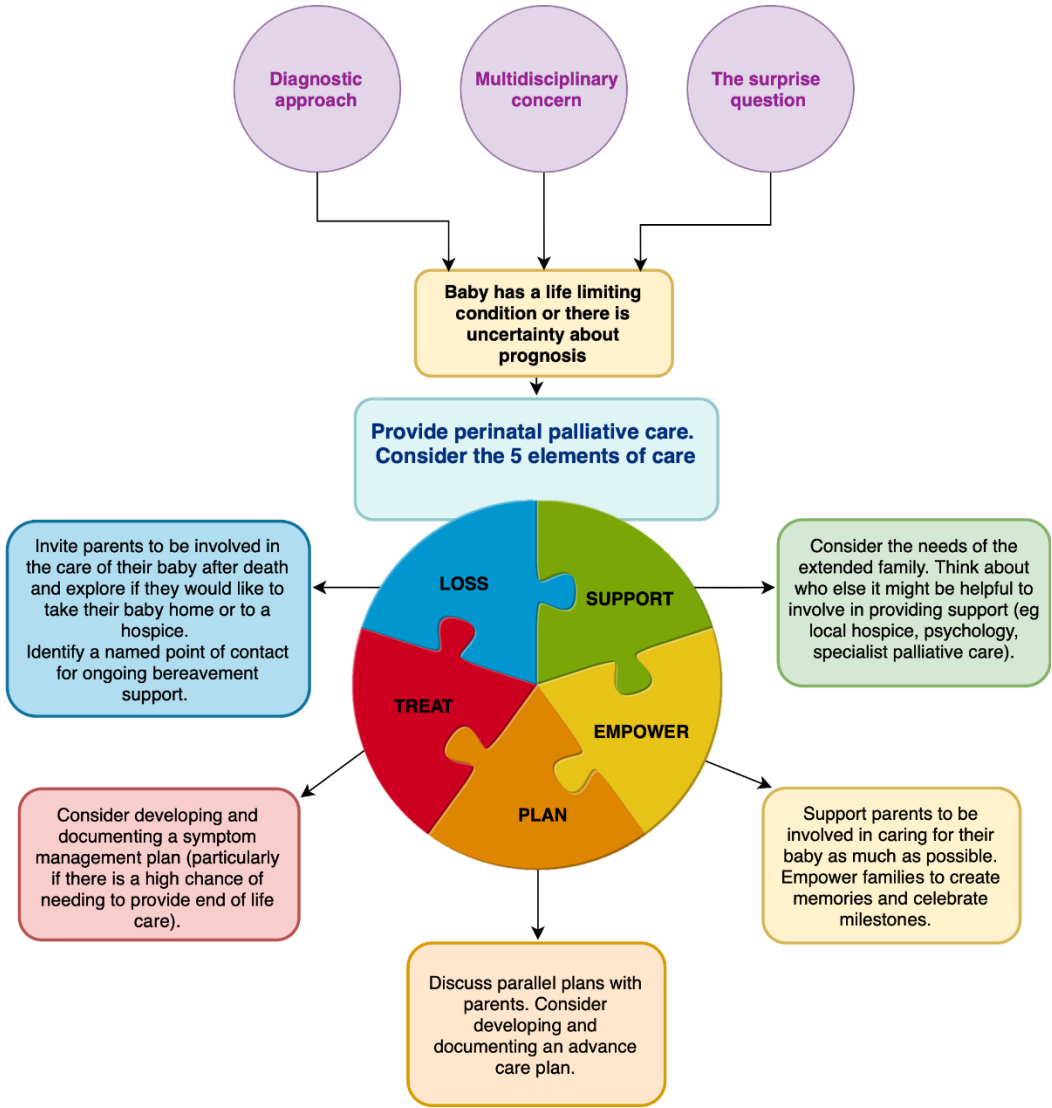 Diagnostic
approach
Multidisciplinary
concern
The surprise
question
Baby has a life limiting
condition or there is
uncertainty about
prognosis
Provide perinatal palliative care.
Consider the 5 elements of care
LOSS
SUPPORT
TREAT
EMPOWER
PLAN
Invite parents to be involved in
the care of their baby after death
and explore if they would like to
take their baby home or to a
hospice.
Identify a named point of contact
for ongoing bereavement
support.
Consider the needs of the
extended family. Think about
who else it might be helpful to
involve in providing support (eg
local hospice, psychology,
specialist palliative care).
Consider developing and
documenting a symptom
management plan (particularly
if there is a high chance of
needing to provide end of life
care).
Support parents to be
involved in caring for their
baby as much as possible.
Empower families to create
memories and celebrate
milestones.
Discuss parallel plans with
parents. Consider
developing and
documenting an advance
care plan.